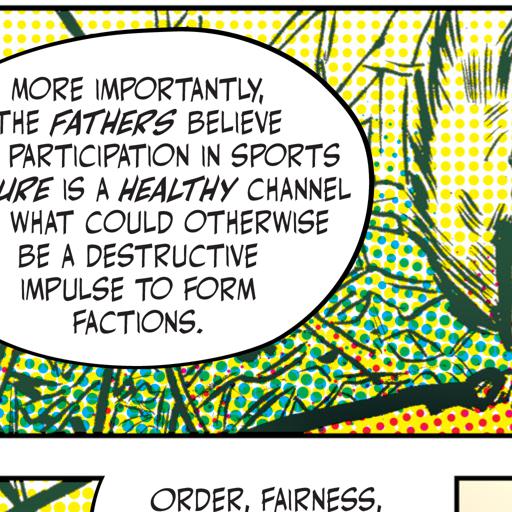 MORE IMPORTANTLY,
THE FATHERS BELIEVE
PARTICIPATION IN SPORTS
IS A HEALTHY CHANNEL
WHAT COULD OTHERWISE
BE A DESTRUCTIVE
IMPULSE TO FORM
FACTIONS.
ORDER, FAIRNESS,